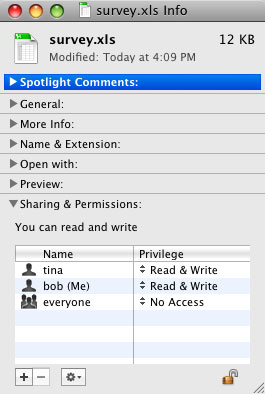 survey.xls Info
survey.xls 12 KB
Modified: Today at 4:09 PM
Spotlight Comments:
General:
More Info:
Name & Extension:
Open with:
Preview:
Sharing & Permissions:
You can read and write
Name Privilege
tina Read & Write
bob (Me) Read & Write
everyone No Access